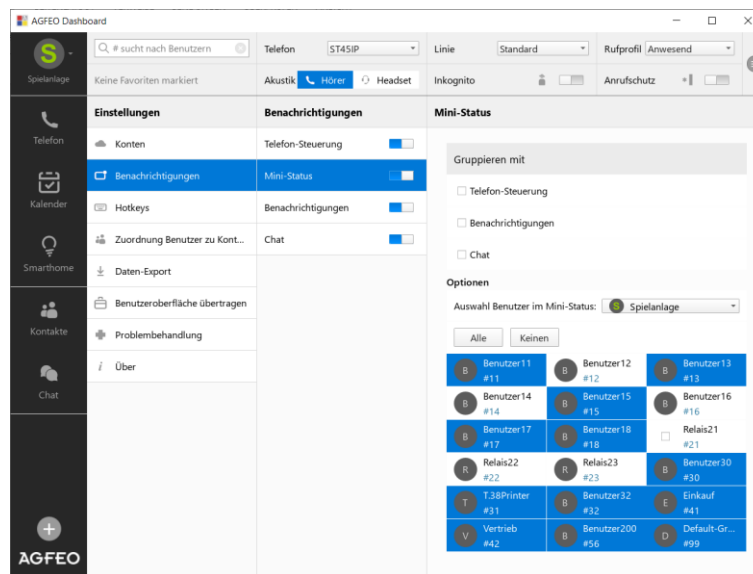 AGFEO Dashboard
S
Spielanlage
# sucht nach Benutzern
Keine Favoriten markiert
Telefon
ST45IP
Linie
Standard
Rufprofil
Anwesend
Akustik
Hörer
Headset
Inkognito
Anrufschutz
Telefon
Kalender
Smarthome
Kontakte
Chat
AGFEO
Einstellungen
Konten
Benachrichtigungen
Hotkeys
Zuordnung Benutzer zu Kont...
Daten-Export
Benutzeroberfläche übertragen
Problembehandlung
i Über
Benachrichtigungen
Telefon-Steuerung
Mini-Status
Benachrichtigungen
Chat
Mini-Status
Gruppieren mit
Telefon-Steuerung
Benachrichtigungen
Chat
Optionen
Auswahl Benutzer im Mini-Status:
S Spielanlage
Alle
Keinen
B Benutzer11
#11
B Benutzer12
#12
B Benutzer13
#13
B Benutzer14
#14
B Benutzer15
#15
B Benutzer16
#16
B Benutzer17
#17
B Benutzer18
#18
Relais21
#21
R Relais22
#22
R Relais23
#23
B Benutzer30
#30
T T.38Printer
#31
B Benutzer32
#32
E Einkauf
#41
V Vertrieb
#42
B Benutzer200
#56
D Default-Gr...
#99